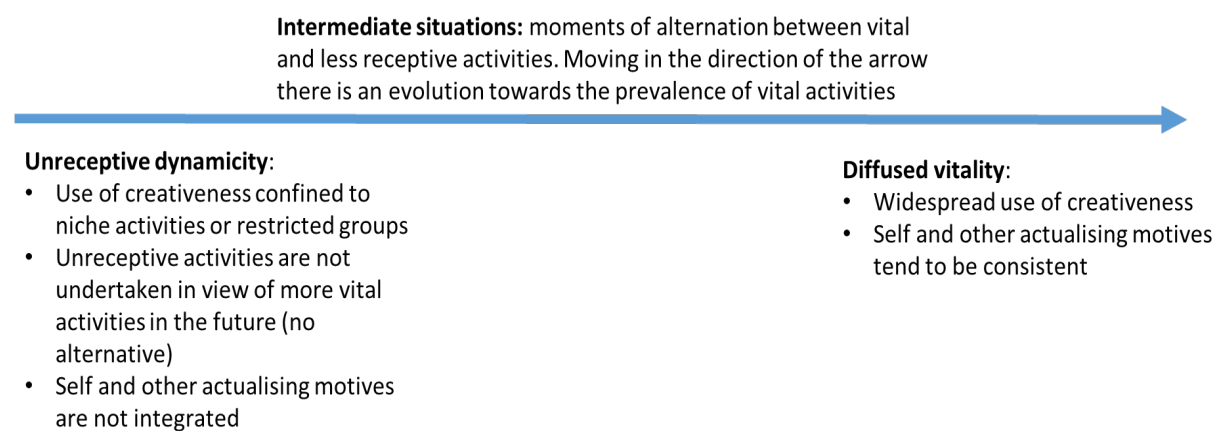 Intermediate situations: moments of alternation between vital
and less receptive activities. Moving in the direction of the arrow
there is an evolution towards the prevalence of vital activities
Unreceptive dynamicity:
• Use of creativeness confined to
niche activities or restricted groups
• Unreceptive activities are not
undertaken in view of more vital
activities in the future (no
alternative)
• Self and other actualising motives
are not integrated
Diffused vitality:
• Widespread use of creativeness
• Self and other actualising motives
tend to be consistent